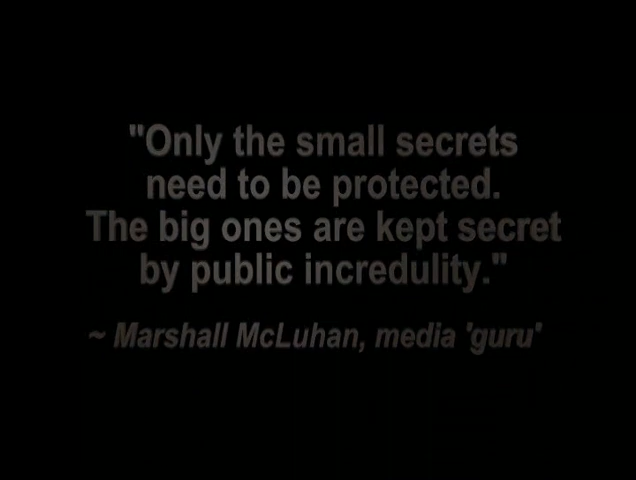 "Only the small secrets
need to be protected.
The big ones are kept secret
by public incredulity."
~ Marshall McLuhan, media 'guru'